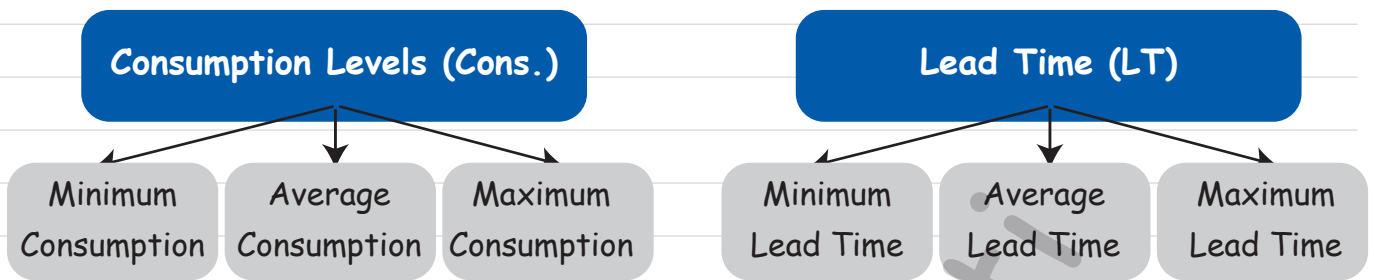 Consumption Levels (Cons.)
Minimum
Consumption
Average
Consumption
Maximum
Consumption
Lead Time (LT)
Minimum
Lead Time
Average
Lead Time
Maximum
Lead Time